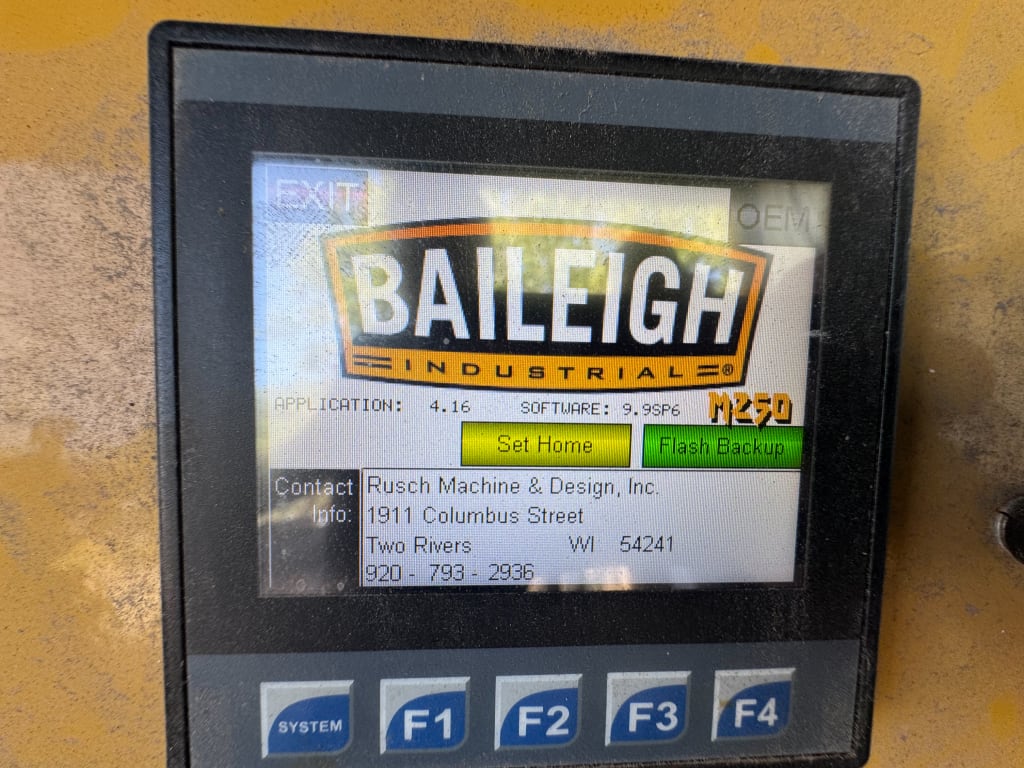 EXIT
OEM
BAILEIGH
INDUSTRIAL®
APPLICATION: 4.16 SOFTWARE: 9.9SP6 M250
Set Home Flash Backup
Contact Info:
Rusch Machine & Design, Inc.
1911 Columbus Street
Two Rivers WI 54241
920 - 793 - 2936
SYSTEM F1 F2 F3 F4